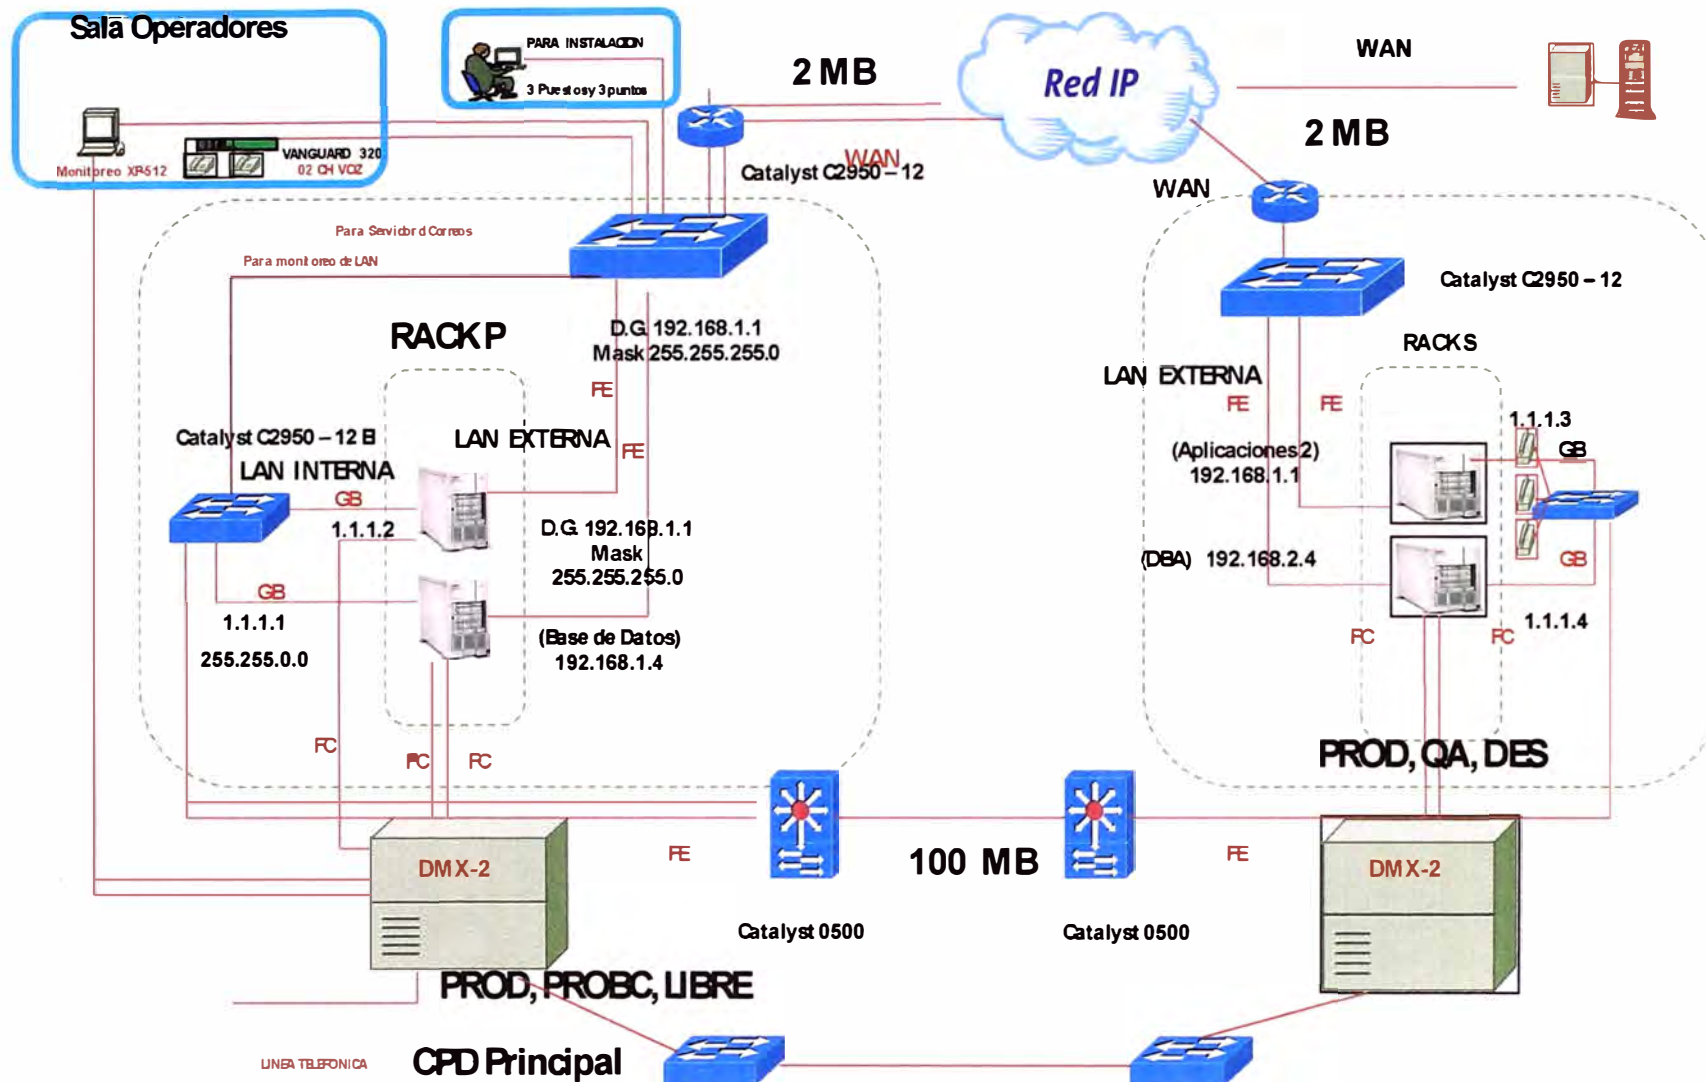 Sala Operadores
PARA INSTALACION
3 Puestos y 3 puntos
Monitoreo XP-512
VANGUARD 320
02 CH VOZ
2 MB
Red IP
WAN
2 MB
WAN
Catalyst C2950 – 12
WAN
Para Servidor d Correos
Para monitoreo de LAN
RACK P
D.G. 192.168.1.1
Mask 255.255.255.0
FE
FE
Catalyst C2950 – 12 EI
LAN INTERNA
LAN EXTERNA
GB
1.1.1.2
D.G. 192.168.1.1
Mask
255.255.255.0
GB
1.1.1.1
255.255.0.0
(Base de Datos)
192.168.1.4
FC
FC
FC
Catalyst C2950 – 12
RACK S
LAN EXTERNA
FE
FE
1.1.1.3
GB
(Aplicaciones 2)
192.168.1.1
(DBA) 192.168.2.4
GB
1.1.1.4
FC
FC
PROD, QA, DES
DMX-2
FE
100 MB
FE
DMX-2
Catalyst 0500
Catalyst 0500
PROD, PROBC, LIBRE
LINEA TELEFONICA
CPD Principal